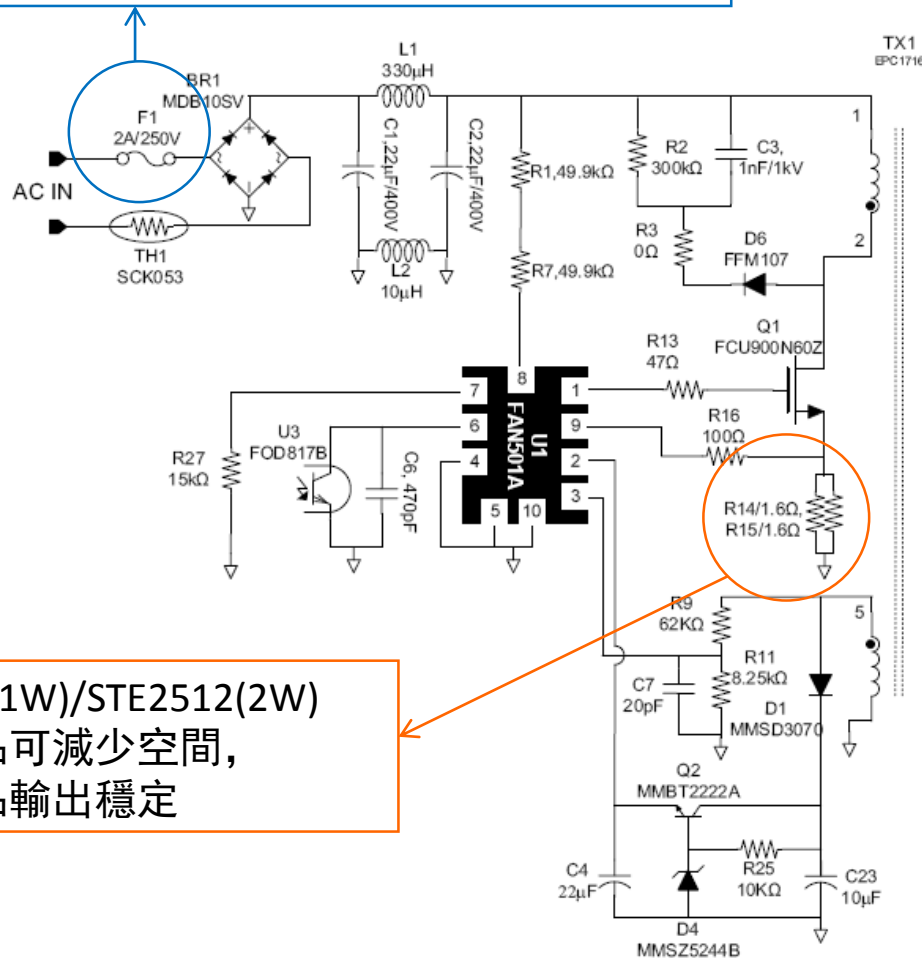 TX1
EPC1716
L1
330µH
BR1
MDB10SV
F1
2A/250V
AC IN
TH1
SCK053
C1,22µF/400V
C2,22µF/400V
L2
10µH
R1,49.9kΩ
R7,49.9kΩ
R2
300kΩ
C3,
1nF/1kV
R3
0Ω
D6
FFM107
1
2
Q1
FCU900N60Z
R13
47Ω
R16
100Ω
R14/1.6Ω,
R15/1.6Ω
8
7
6
4
5
10
1
9
2
3
U1
FAN501A
U3
FOD817B
C6, 470pF
R27
15kΩ
R9
62KΩ
R11
8.25kΩ
C7
20pF
5
D1
MMSD3070
1W)/STE2512(2W)
品可減少空間,
品輸出穩定
Q2
MMBT2222A
R25
10KΩ
C4
22µF
C23
10µF
D4
MMSZ5244B